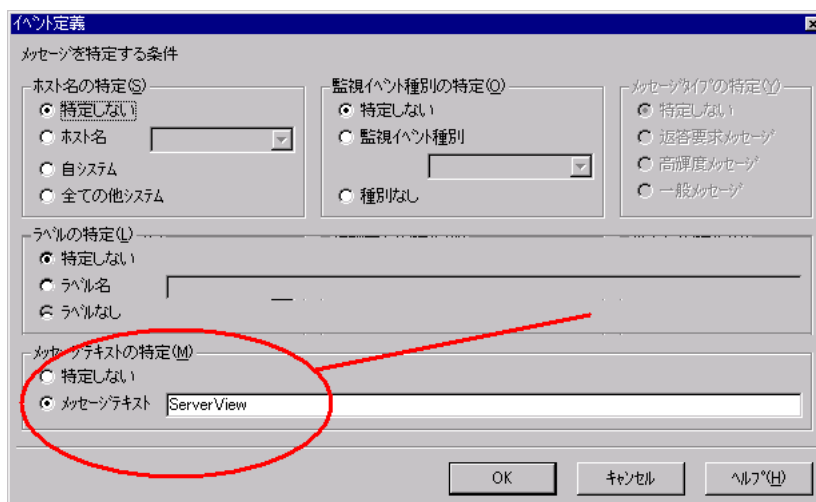 イベント定義
メッセージを特定する条件
ホスト名の特定(S)
特定しない
ホスト名
自システム
全ての他システム
監視イベント種別の特定(O)
特定しない
監視イベント種別
種別なし
メッセージタイプの特定(Y)
特定しない
返答要求メッセージ
高輝度メッセージ
一般メッセージ
ラベルの特定(L)
特定しない
ラベル名
ラベルなし
メッセージテキストの特定(M)
特定しない
メッセージテキスト ServerView
OK キャンセル ヘルプ(H)